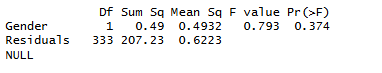 Df Sum Sq Mean Sq F value Pr(>F)
Gender 1 0.49 0.4932 0.793 0.374
Residuals 333 207.23 0.6223
NULL